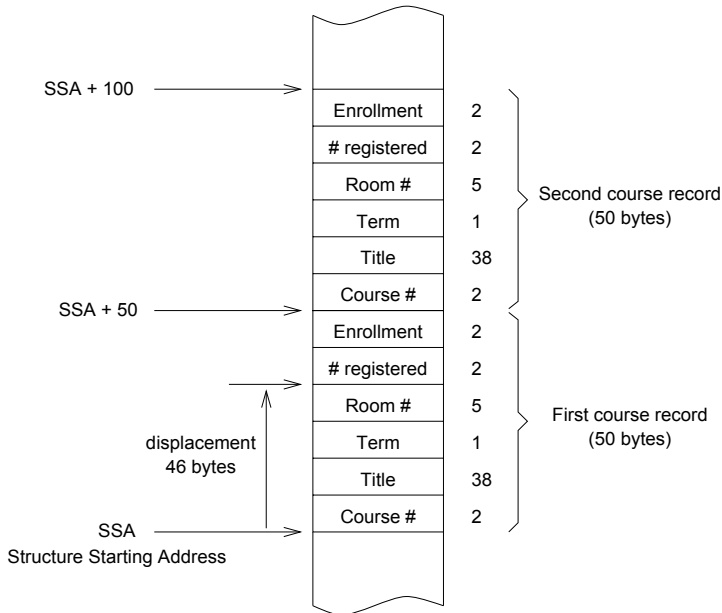 SSA + 100
Enrollment 2
# registered 2
Room # 5
Term 1
Title 38
Course # 2
Second course record
(50 bytes)
SSA + 50
Enrollment 2
# registered 2
Room # 5
Term 1
Title 38
Course # 2
First course record
(50 bytes)
displacement
46 bytes
SSA
Structure Starting Address